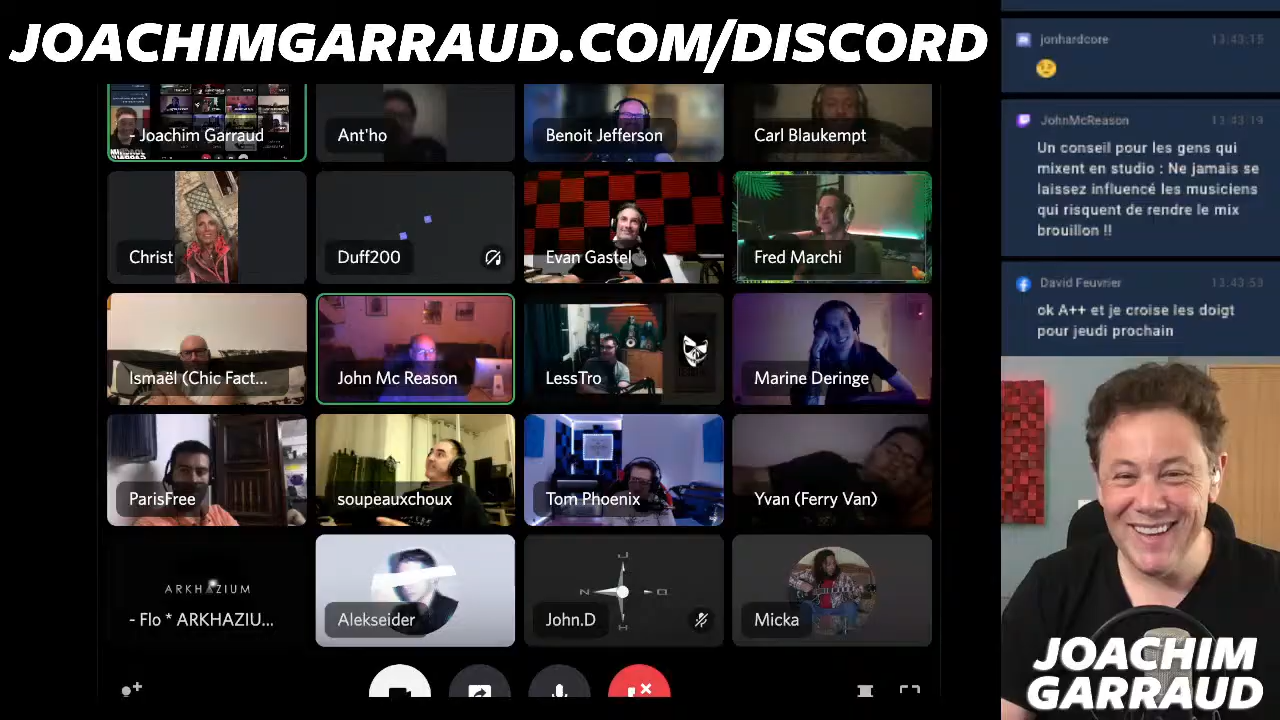 JOACHIMGARRAUD.COM/DISCORD
- Joachim Garraud
Ant'ho
Benoit Jefferson
Carl Blaukempt
Christ
Duff200
Evan Gastel
Fred Marchi
Ismaël (Chic Fact...
John Mc Reason
LessTro
Marine Deringe
ParisFree
soupeauxchoux
Tom Phoenix
Yvan (Ferry Van)
ARKHAZIUM
- Flo * ARKHAZIU...
Alekseider
John.D
Micka
jonhardcore 13:43:15
JohnMcReason 13:43:19
Un conseil pour les gens qui
mixent en studio : Ne jamais se
laissez influencé les musiciens
qui risquent de rendre le mix
brouillon !!
David Feuvrier 13:43:53
ok A++ et je croise les doigt
pour jeudi prochain
JOACHIM
GARRAUD